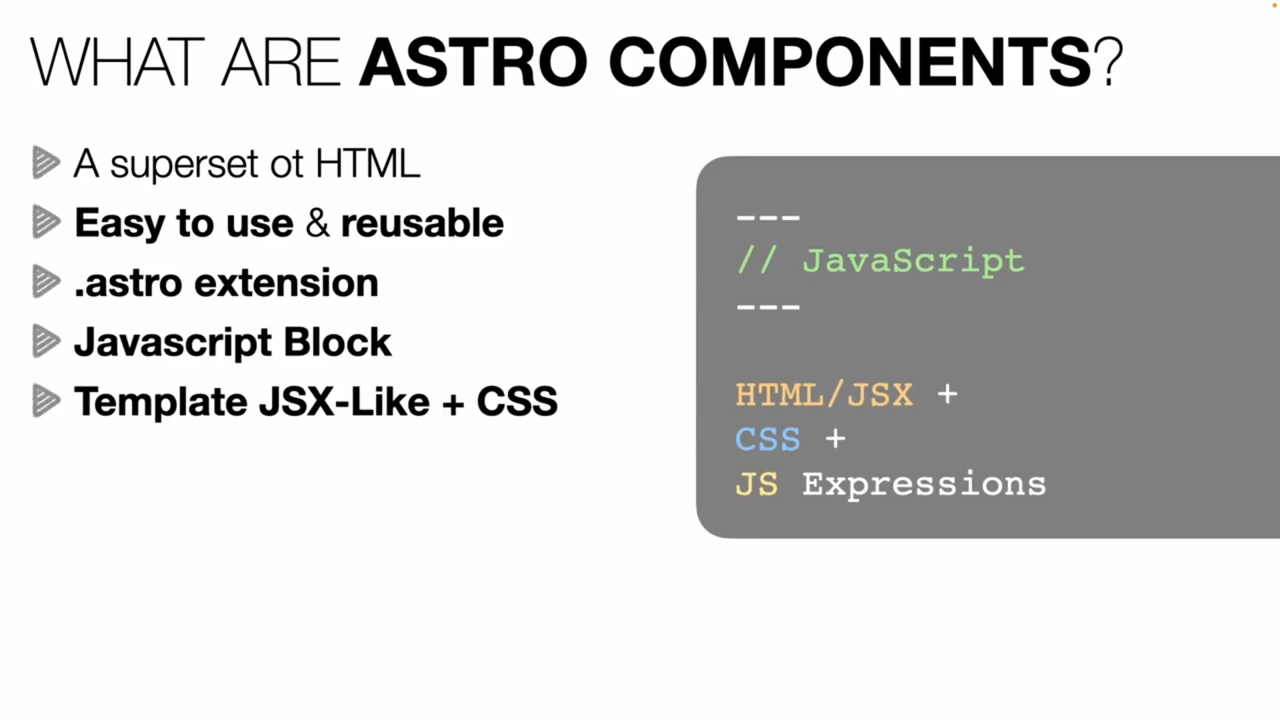 WHAT ARE ASTRO COMPONENTS?
A superset ot HTML
Easy to use & reusable
.astro extension
Javascript Block
Template JSX-Like + CSS
---
// JavaScript
---
HTML/JSX +
CSS +
JS Expressions